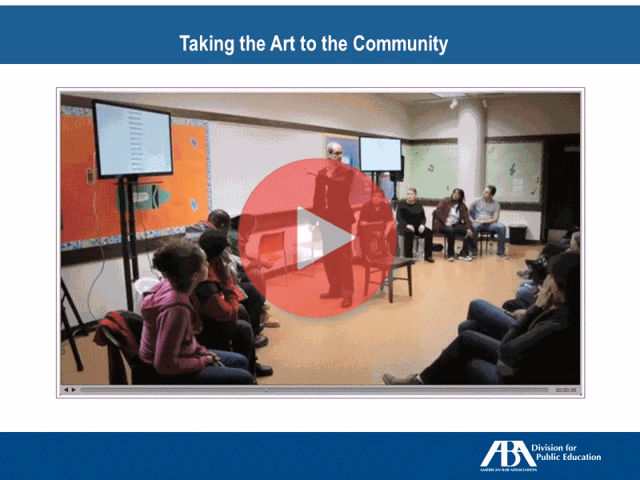 Taking the Art to the Community
00:00:36
ABA
AMERICAN BAR ASSOCIATION
Division for
Public Education